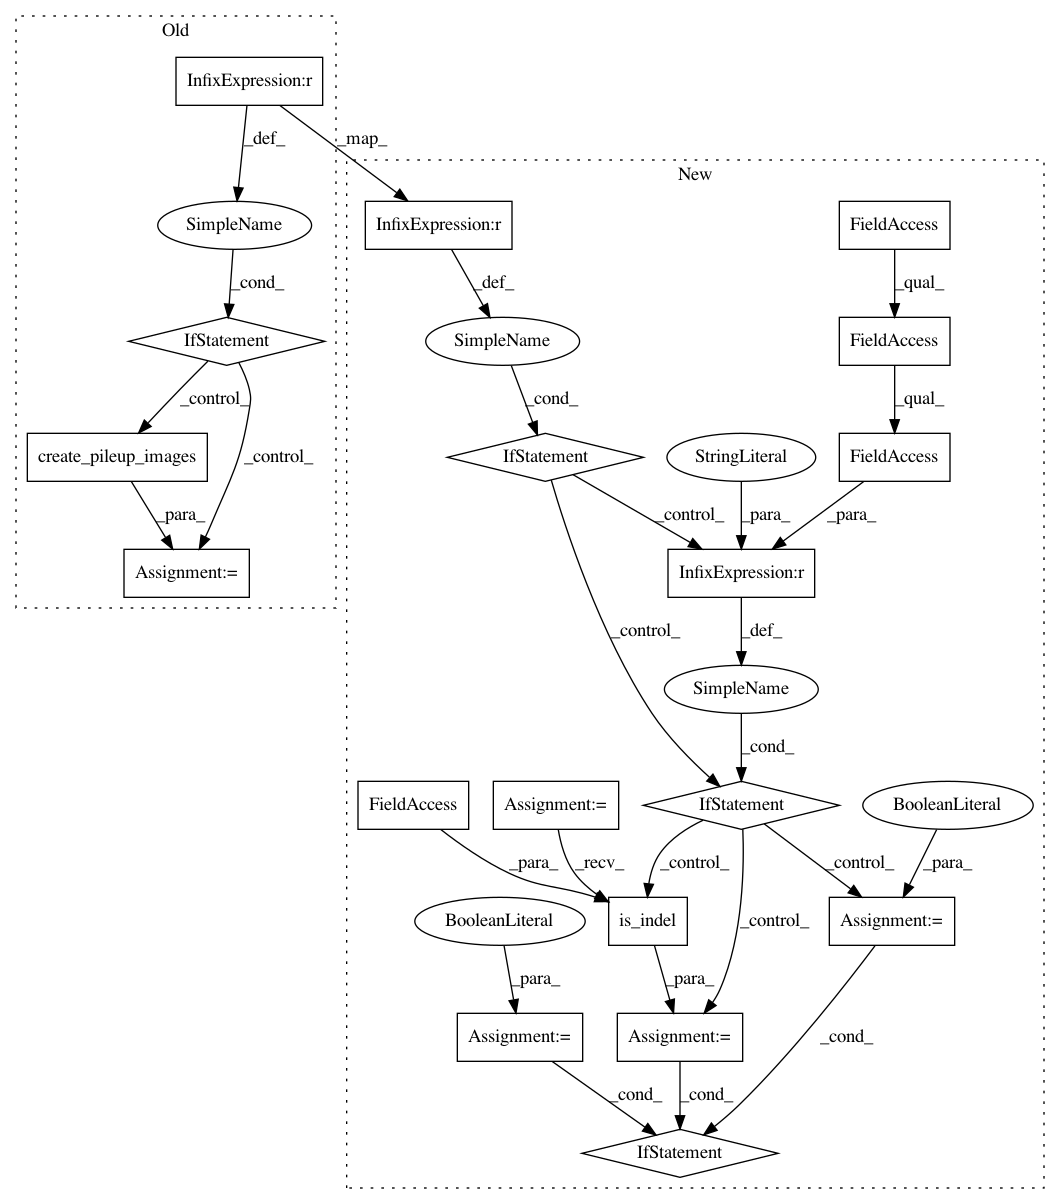 Old
InfixExpression:r
_def_
_map_
New
SimpleName
InfixExpression:r
FieldAccess
_cond_
_def_
_qual_
IfStatement
SimpleName
FieldAccess
_control_
_cond_
_qual_
create_pileup_images
_control_
IfStatement
StringLiteral
FieldAccess
_para_
_control_
_para_
_para_
Assignment:=
InfixExpression:r
_control_
_def_
SimpleName
_cond_
FieldAccess
Assignment:=
IfStatement
BooleanLiteral
_para_
_recv_
_control_
_control_
_para_
BooleanLiteral
is_indel
_control_
Assignment:=
_para_
_para_
Assignment:=
Assignment:=
_cond_
_cond_
_cond_
IfStatement